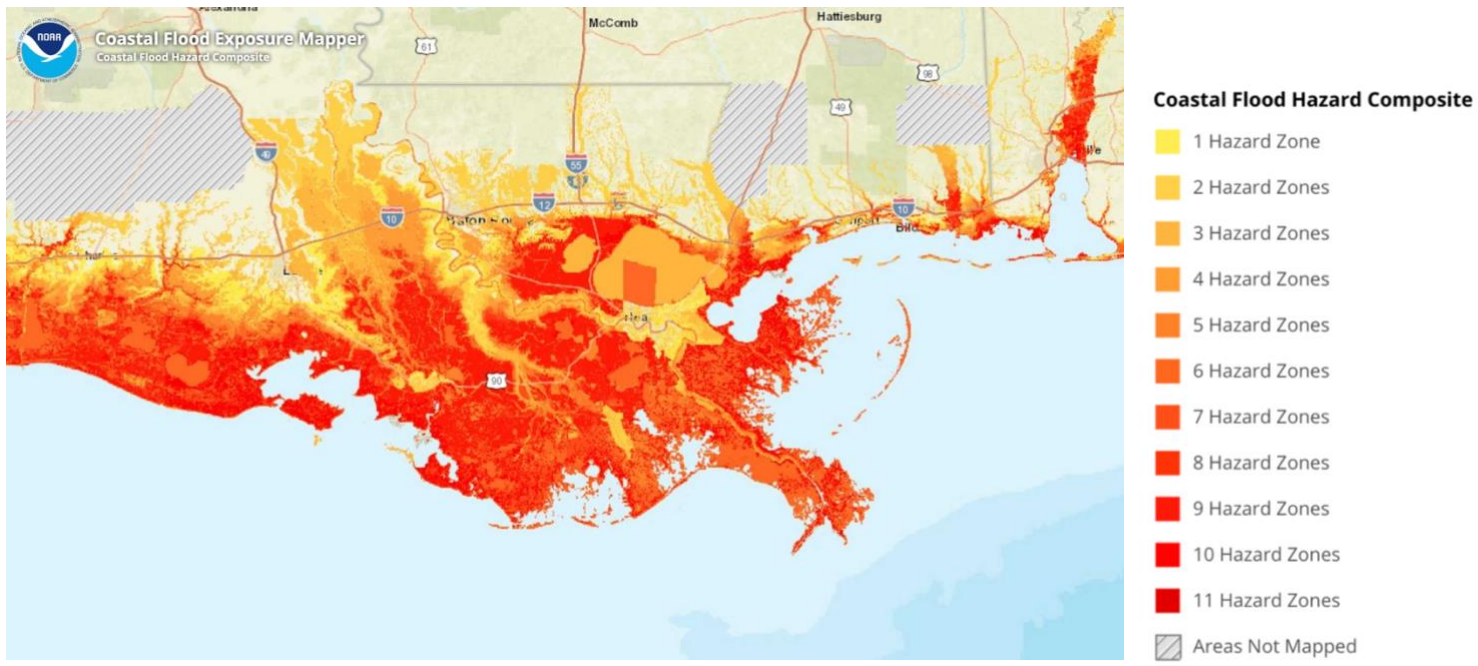 NOAA
Coastal Flood Exposure Mapper
Coastal Flood Hazard Composite
McComb
Hattiesburg
61
98
49
49
55
12
10
10
90
Coastal Flood Hazard Composite
1 Hazard Zone
2 Hazard Zones
3 Hazard Zones
4 Hazard Zones
5 Hazard Zones
6 Hazard Zones
7 Hazard Zones
8 Hazard Zones
9 Hazard Zones
10 Hazard Zones
11 Hazard Zones
Areas Not Mapped